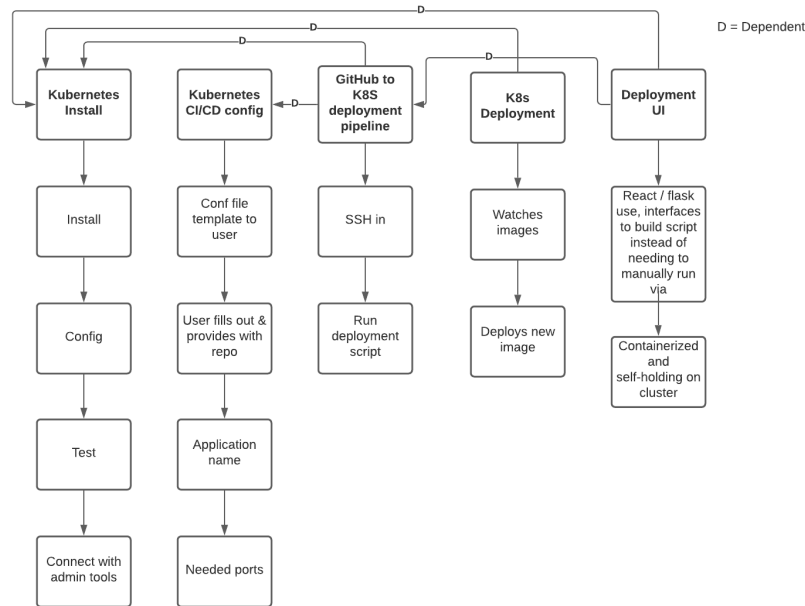 D
D = Dependent
D
D
D
Kubernetes
Install
Kubernetes
CI/CD config
D
GitHub to
K8S
deployment
pipeline
K8s
Deployment
Deployment
UI
Install
Conf file
template to
user
SSH in
Watches
images
React / flask
use, interfaces
to build script
instead of
needing to
manually run
via
Config
User fills out &
provides with
repo
Run
deployment
script
Deploys new
image
Containerized
and
self-holding on
cluster
Test
Application
name
Connect with
admin tools
Needed ports